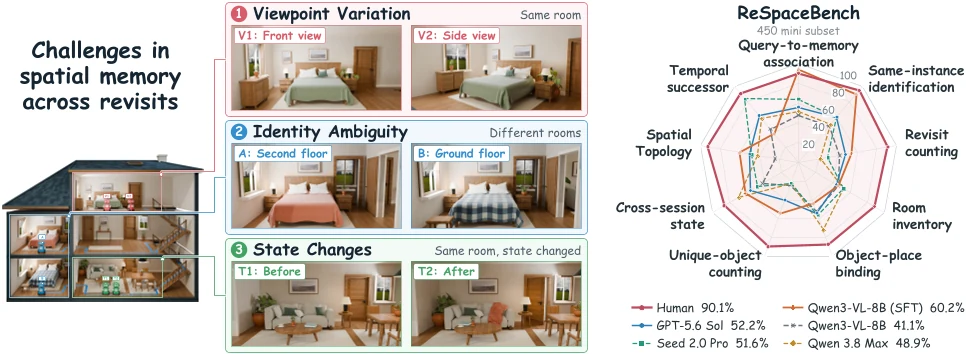 Challenges in
spatial memory
across revisits
1 Viewpoint Variation
Same room
V1: Front view
V2: Side view
2 Identity Ambiguity
Different rooms
A: Second floor
B: Ground floor
3 State Changes
Same room, state changed
T1: Before
T2: After
ReSpaceBench
450 mini subset
Query-to-memory
association
Same-instance
identification
Revisit
counting
Room
inventory
Object-place
binding
Unique-object
counting
Cross-session
state
Spatial
Topology
Temporal
successor
100
80
60
40
20
Human 90.1%
GPT-5.6 Sol 52.2%
Seed 2.0 Pro 51.6%
Qwen3-VL-8B (SFT) 60.2%
Qwen3-VL-8B 41.1%
Qwen 3.8 Max 48.9%